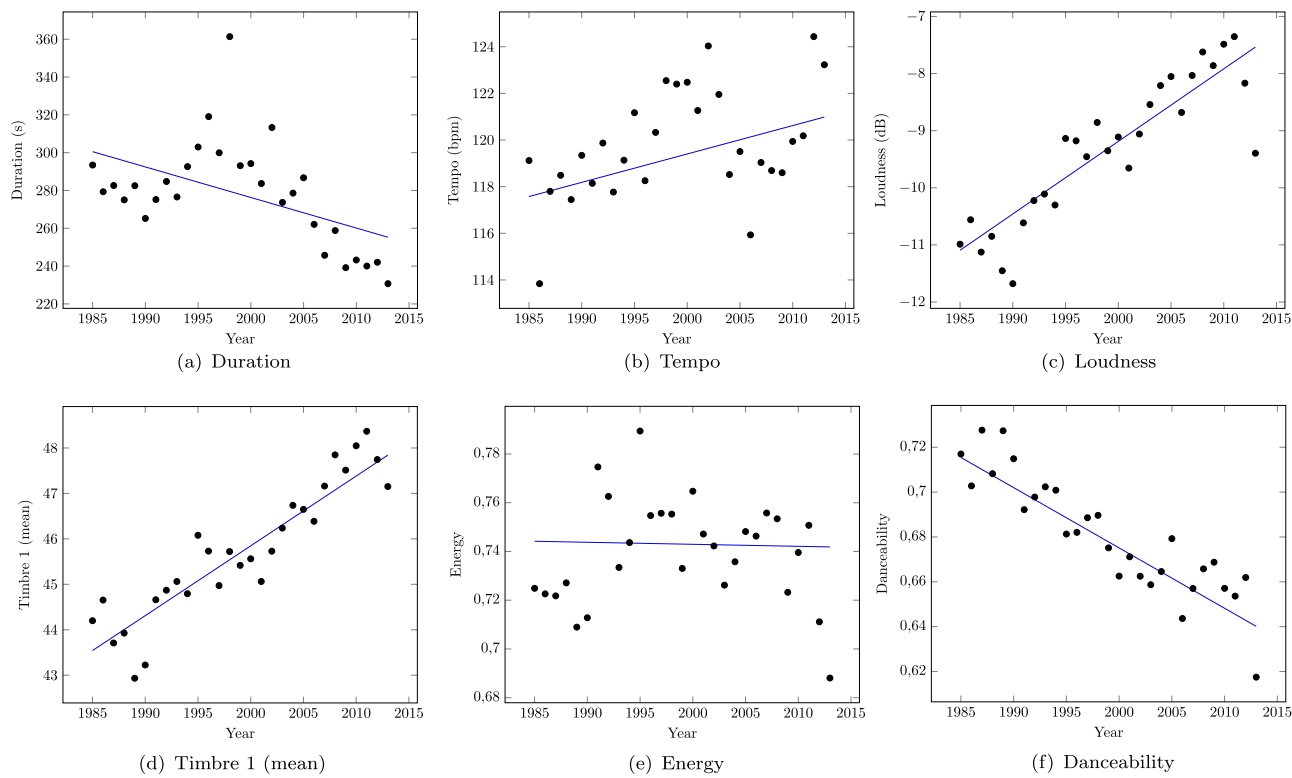 360
340
320
300
280
260
240
220
Duration (s)
1985 1990 1995 2000 2005 2010 2015
Year
(a) Duration
124
122
120
118
116
114
Tempo (bpm)
1985 1990 1995 2000 2005 2010 2015
Year
(b) Tempo
−7
−8
−9
−10
−11
−12
Loudness (dB)
1985 1990 1995 2000 2005 2010 2015
Year
(c) Loudness
48
47
46
45
44
43
Timbre 1 (mean)
1985 1990 1995 2000 2005 2010 2015
Year
(d) Timbre 1 (mean)
0,78
0,76
0,74
0,72
0,7
0,68
Energy
1985 1990 1995 2000 2005 2010 2015
Year
(e) Energy
0,72
0,7
0,68
0,66
0,64
0,62
Danceability
1985 1990 1995 2000 2005 2010 2015
Year
(f) Danceability